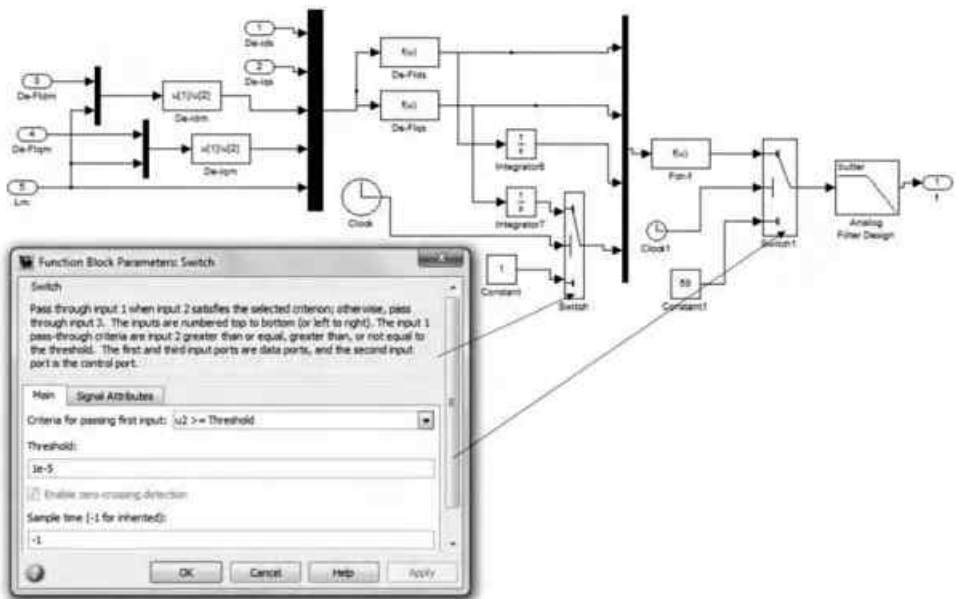 1
De-ids
2
De-iqs
3
De-Fldm
u[1]/u[2]
De-idm
4
De-Flqm
u[1]/u[2]
De-iqm
5
Lm
f(u)
De-Flds
f(u)
De-Flqs
1
s
Integrator6
1
s
Integrator7
Clock
1
Constant
Switch
f(u)
Clock1
59
Constant1
Switch1
butter
Analog
Filter Design
1
f
Function Block Parameters: Switch
Switch
Pass through input 1 when input 2 satisfies the selected criterion; otherwise, pass
through input 3. The inputs are numbered top to bottom (or left to right). The input 1
pass-through criteria are input 2 greater than or equal, greater than, or not equal to
the threshold. The first and third input ports are data ports, and the second input
port is the control port.
Main
Signal Attributes
Criteria for passing first input: u2 >= Threshold
Threshold:
1e-5
Enable zero-crossing detection
Sample time (-1 for inherited):
-1
OK
Cancel
Help
Apply